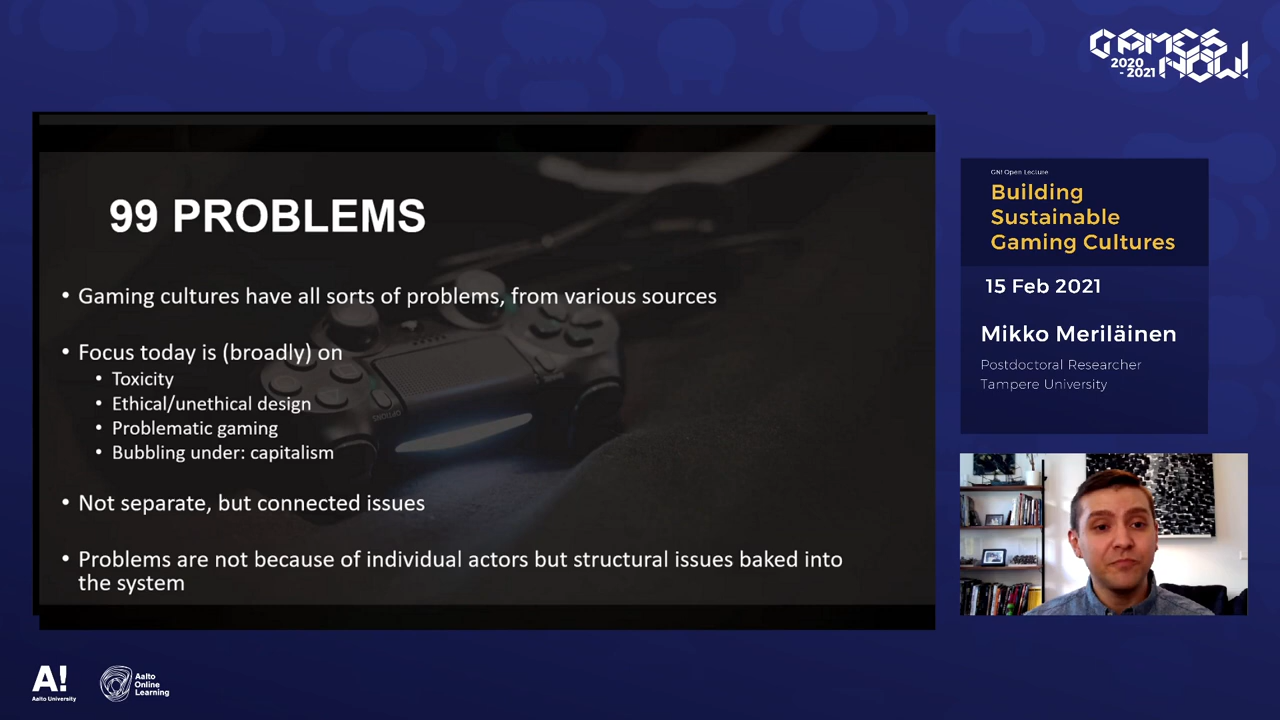 GAMES
2020
- 2021 NOW!
99 PROBLEMS
• Gaming cultures have all sorts of problems, from various sources
• Focus today is (broadly) on
• Toxicity
• Ethical/unethical design
• Problematic gaming
• Bubbling under: capitalism
• Not separate, but connected issues
• Problems are not because of individual actors but structural issues baked into
the system
GN! Open Lecture
Building
Sustainable
Gaming Cultures
15 Feb 2021
Mikko Meriläinen
Postdoctoral Researcher
Tampere University
OPTIONS
A!
Aalto University
Aalto
Online
Learning